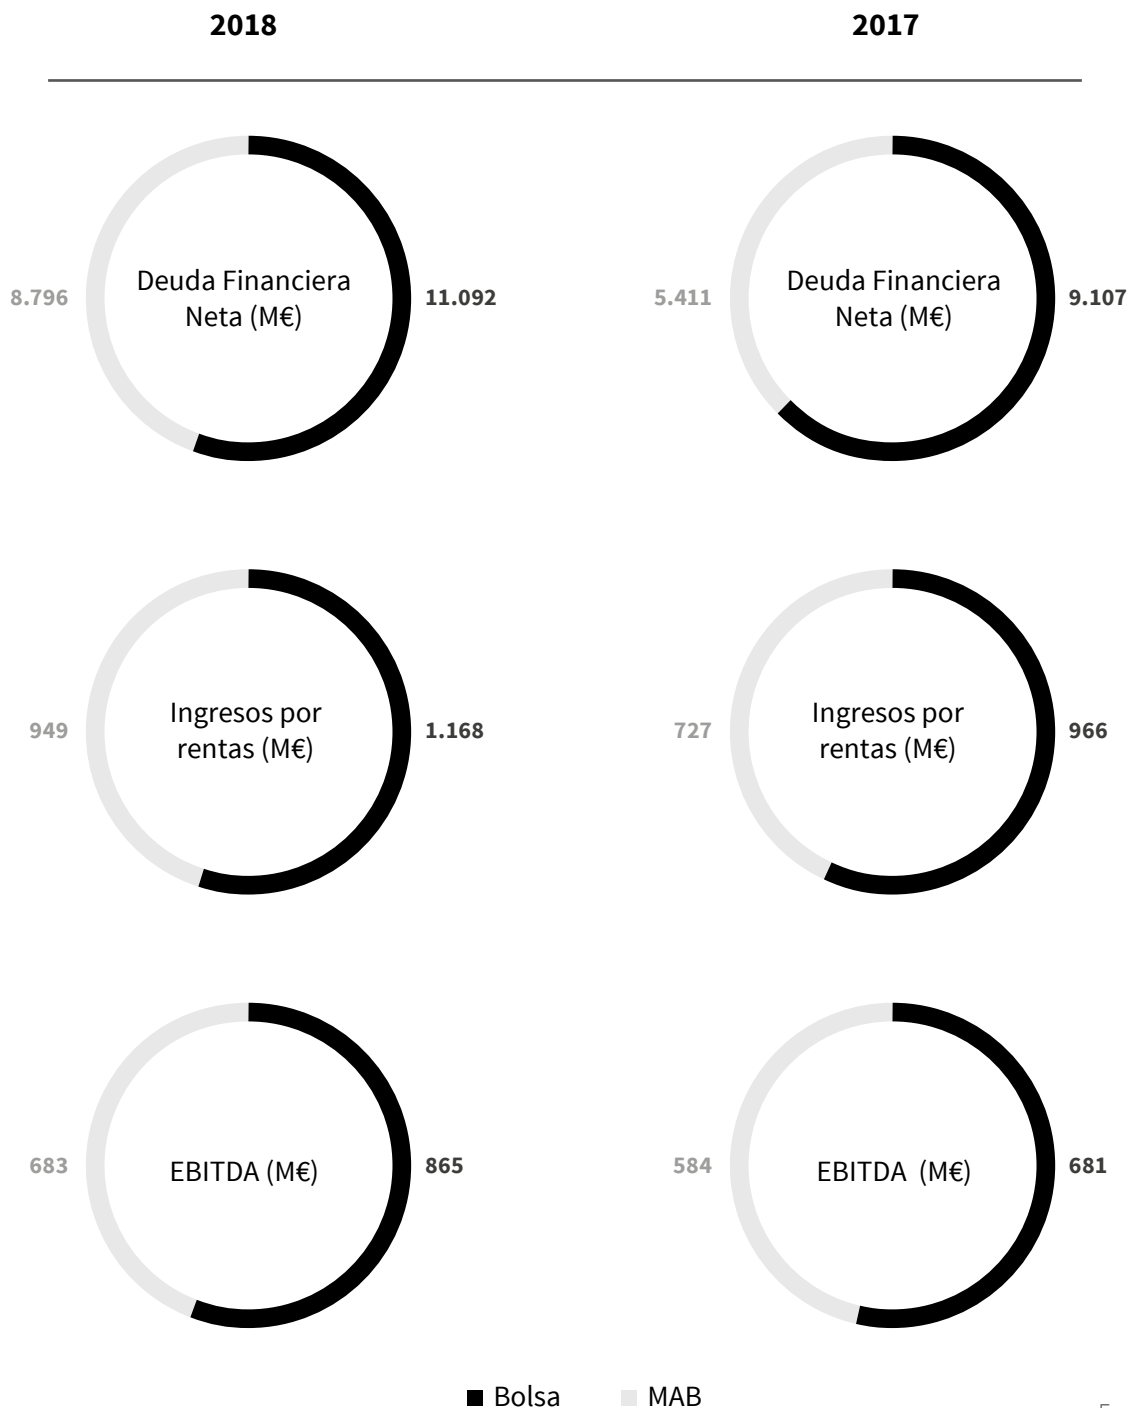 2018 2017
8.796 Deuda Financiera Neta (M€) 11.092
5.411 Deuda Financiera Neta (M€) 9.107
949 Ingresos por rentas (M€) 1.168
727 Ingresos por rentas (M€) 966
683 EBITDA (M€) 865
584 EBITDA (M€) 681
Bolsa MAB